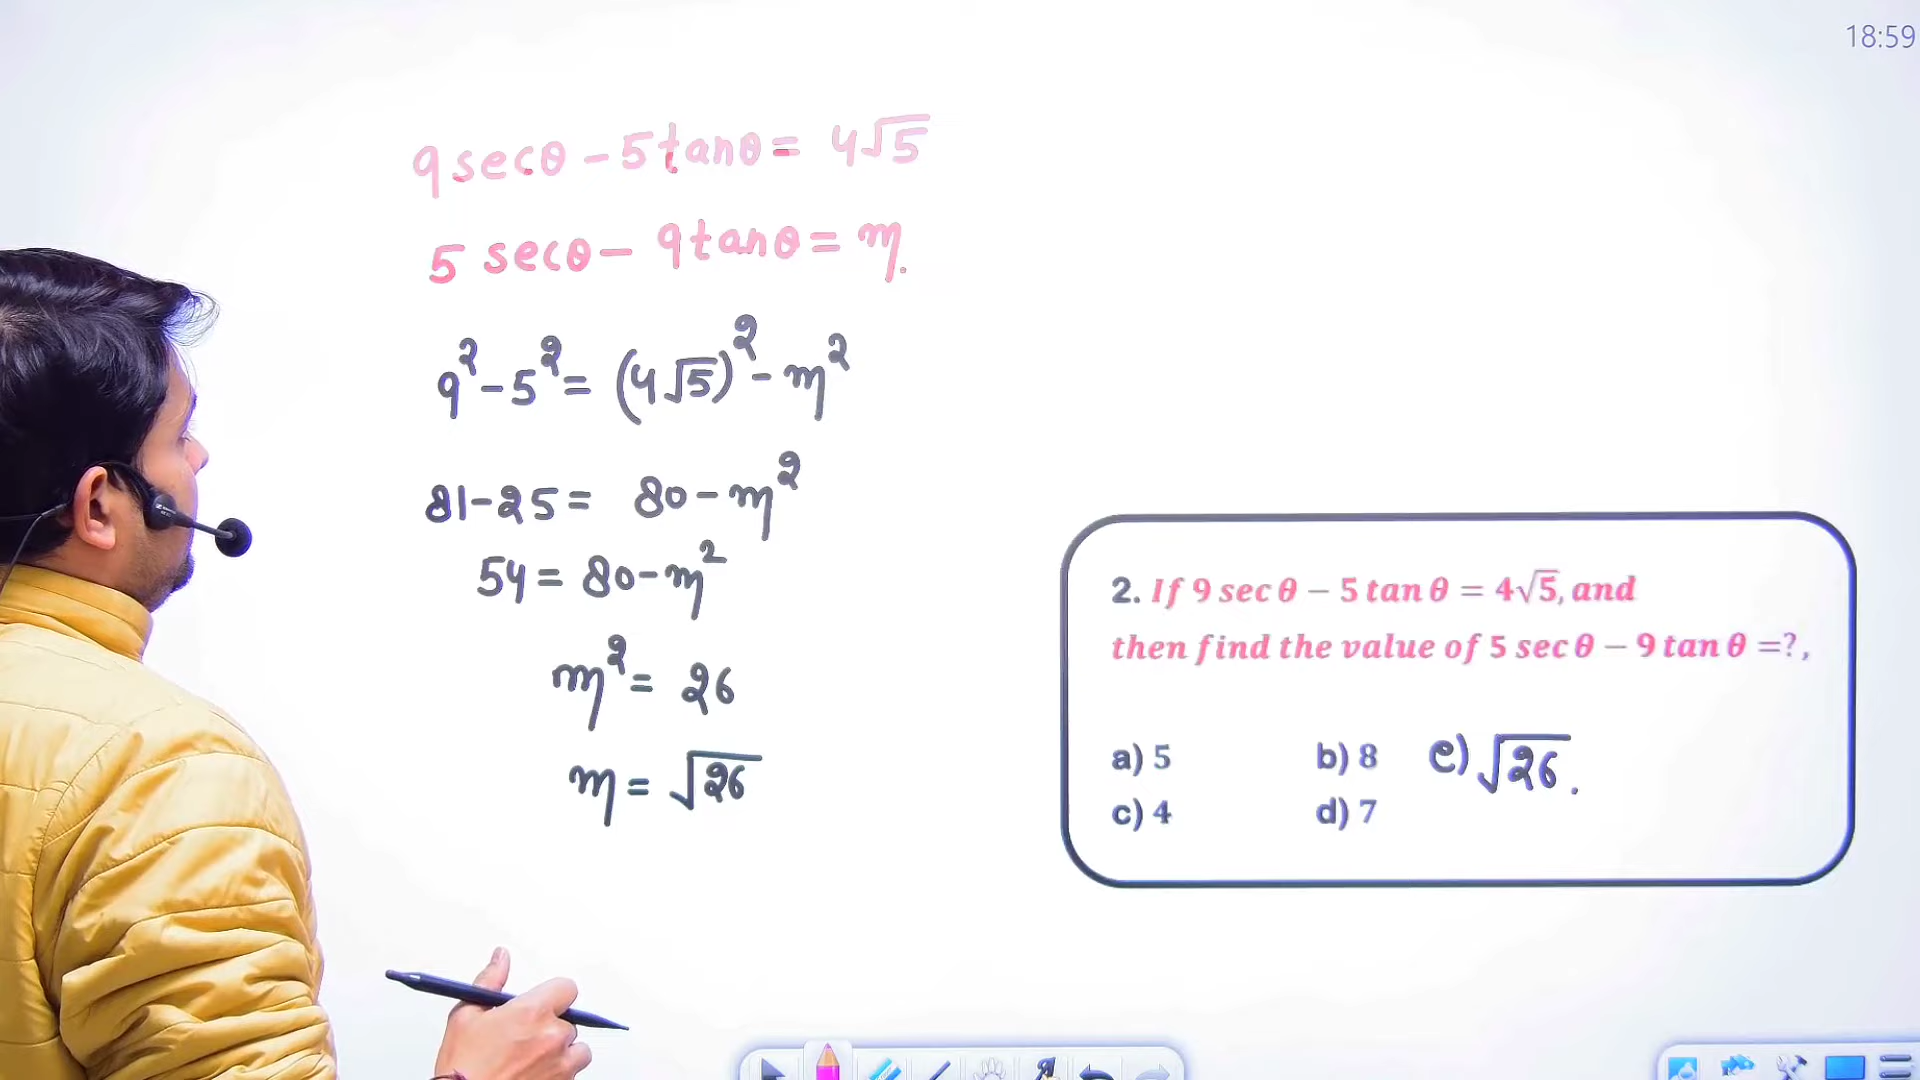 18:59
9secθ - 5tanθ = 4√5
5 secθ - 9tanθ = m.
9² - 5² = (4√5)² - m²
81-25 = 80 - m²
54 = 80 - m²
m² = 26
m = √26
2. If 9 sec θ − 5 tan θ = 4√5, and
then find the value of 5 sec θ − 9 tan θ =?,
a) 5 b) 8 e) √26.
c) 4 d) 7